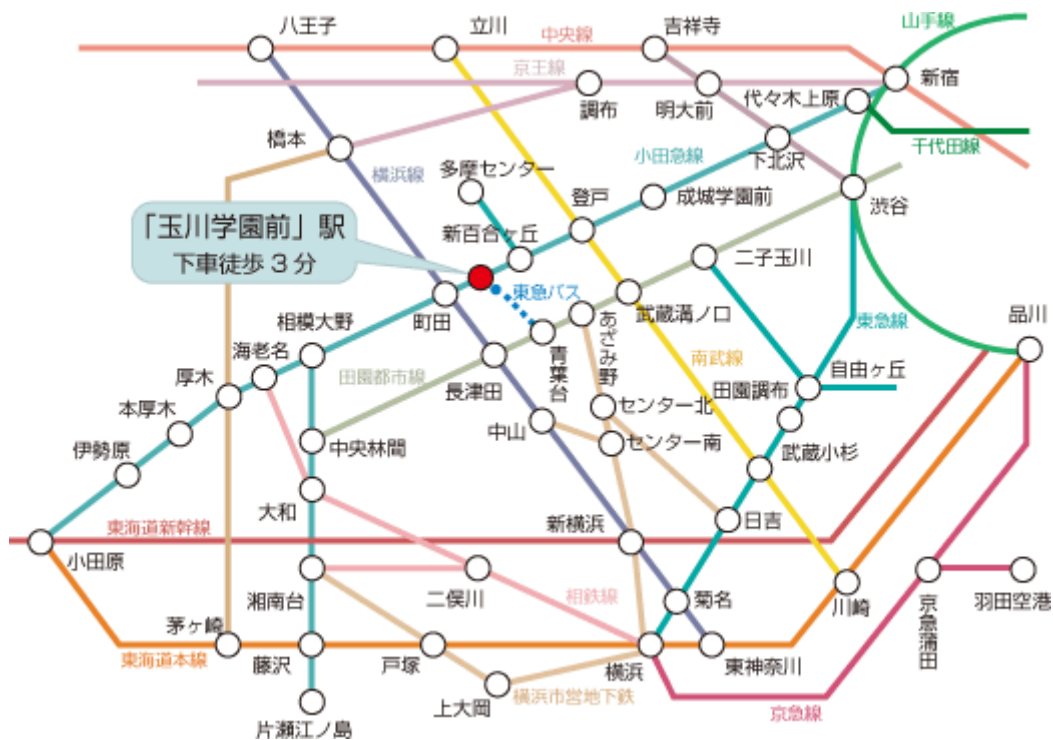 八王子
立川
吉祥寺
山手線
中央線
京王線
新宿
調布
明大前
代々木上原
橋本
横浜線
多摩センター
小田急線
下北沢
千代田線
「玉川学園前」駅
下車徒歩3分
登戸
成城学園前
渋谷
新百合ヶ丘
二子玉川
東急バス
相模大野
町田
あざみ野
武蔵溝ノ口
東急線
品川
海老名
厚木
田園都市線
長津田
青葉台
南武線
自由ヶ丘
田園調布
本厚木
センター北
中山
センター南
武蔵小杉
伊勢原
中央林間
大和
東海道新幹線
新横浜
日吉
小田原
湘南台
二俣川
相鉄線
菊名
川崎
京急蒲田
羽田空港
茅ヶ崎
東海道本線
藤沢
戸塚
横浜
東神奈川
上大岡
横浜市営地下鉄
京急線
片瀬江ノ島